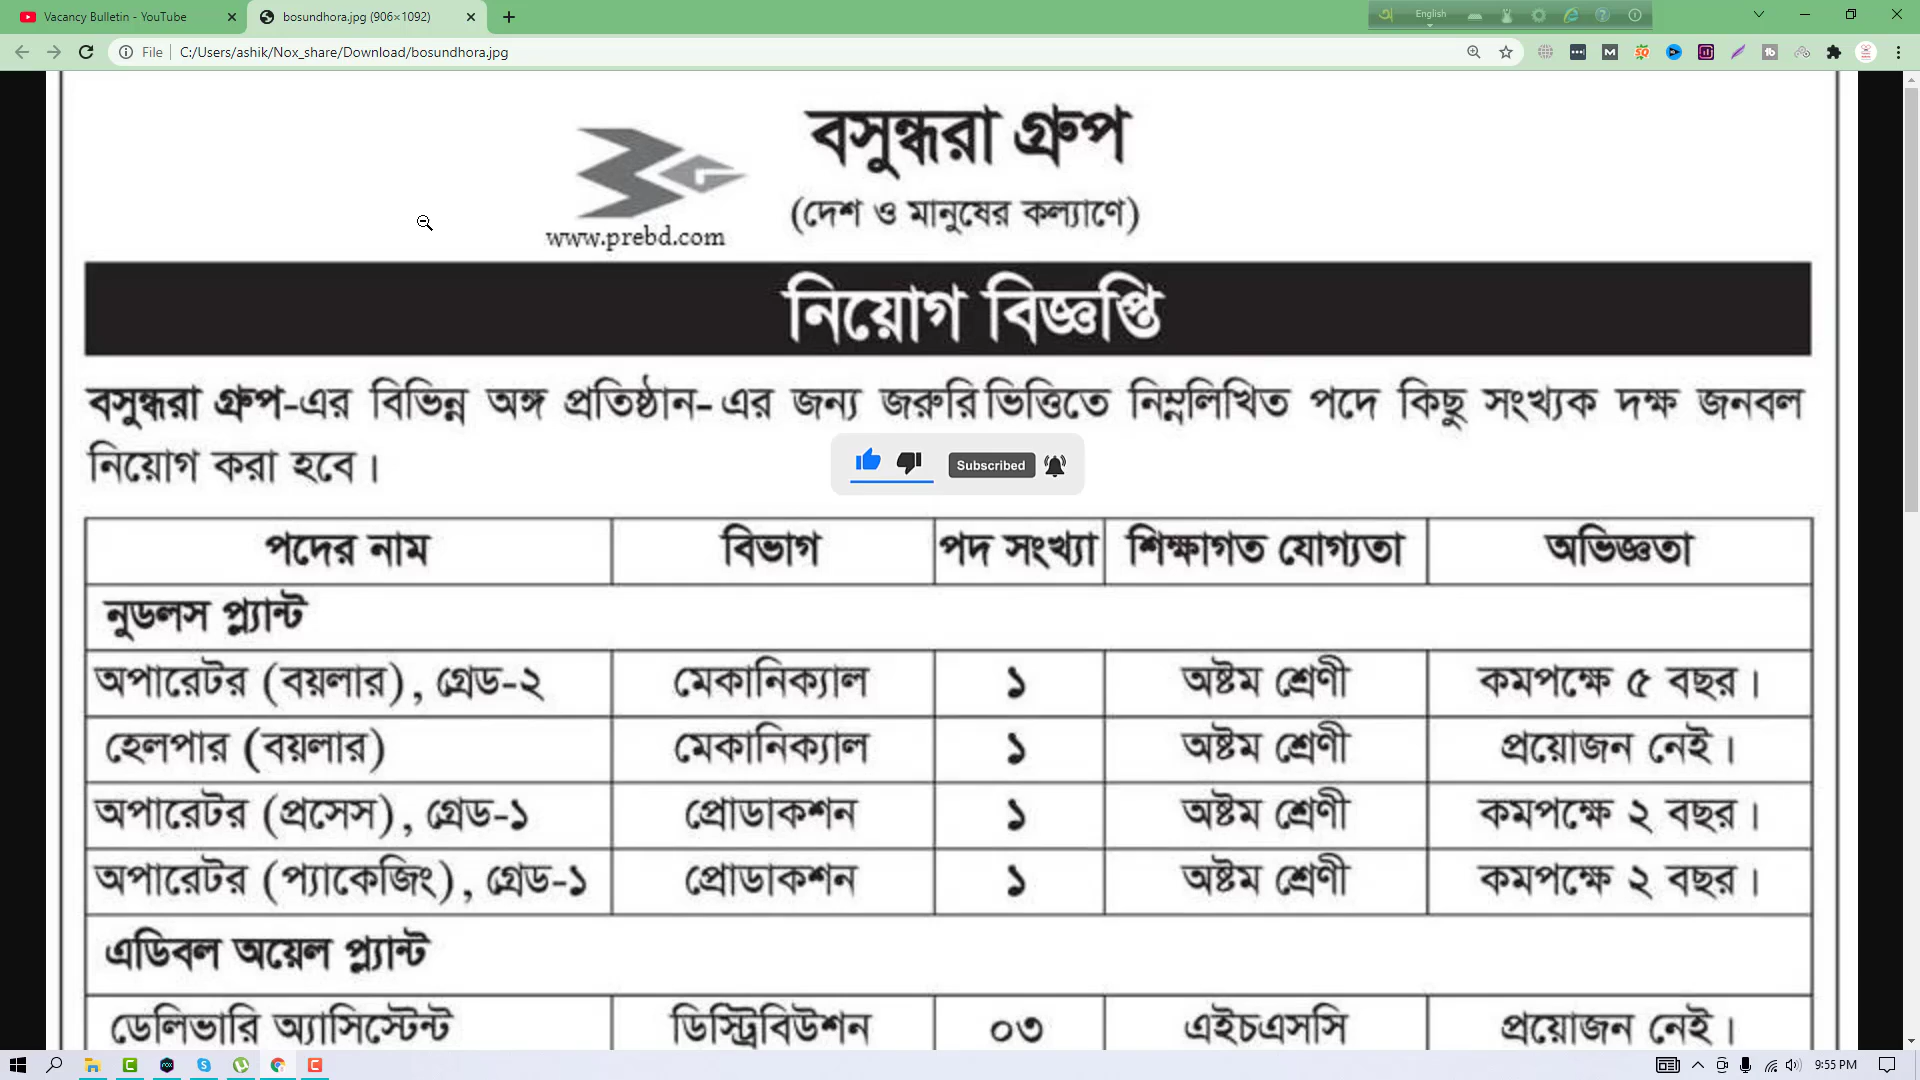 Vacancy Bulletin - YouTube
bosundhora.jpg (906×1092)
অ English
File C:/Users/ashik/Nox_share/Download/bosundhora.jpg
বসুন্ধরা গ্রুপ
(দেশ ও মানুষের কল্যাণে)
www.prebd.com
নিয়োগ বিজ্ঞপ্তি
বসুন্ধরা গ্রুপ-এর বিভিন্ন অঙ্গ প্রতিষ্ঠান-এর জন্য জরুরি ভিত্তিতে নিম্নলিখিত পদে কিছু সংখ্যক দক্ষ জনবল
নিয়োগ করা হবে।
Subscribed
পদের নাম বিভাগ পদ সংখ্যা শিক্ষাগত যোগ্যতা অভিজ্ঞতা
নুডলস প্ল্যান্ট
অপারেটর (বয়লার), গ্রেড-২ মেকানিক্যাল ১ অষ্টম শ্রেণী কমপক্ষে ৫ বছর।
হেলপার (বয়লার) মেকানিক্যাল ১ অষ্টম শ্রেণী প্রয়োজন নেই।
অপারেটর (প্রসেস), গ্রেড-১ প্রোডাকশন ১ অষ্টম শ্রেণী কমপক্ষে ২ বছর।
অপারেটর (প্যাকেজিং), গ্রেড-১ প্রোডাকশন ১ অষ্টম শ্রেণী কমপক্ষে ২ বছর।
এডিবল অয়েল প্ল্যান্ট
ডেলিভারি অ্যাসিস্টেন্ট ডিস্ট্রিবিউশন ০৩ এইচএসসি প্রয়োজন নেই।
9:55 PM